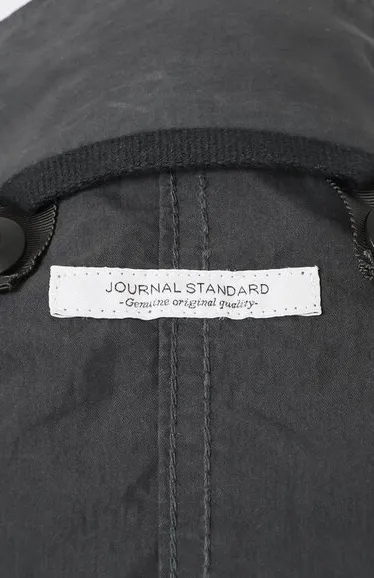 JOURNAL STANDARD
-Genuine original quality-